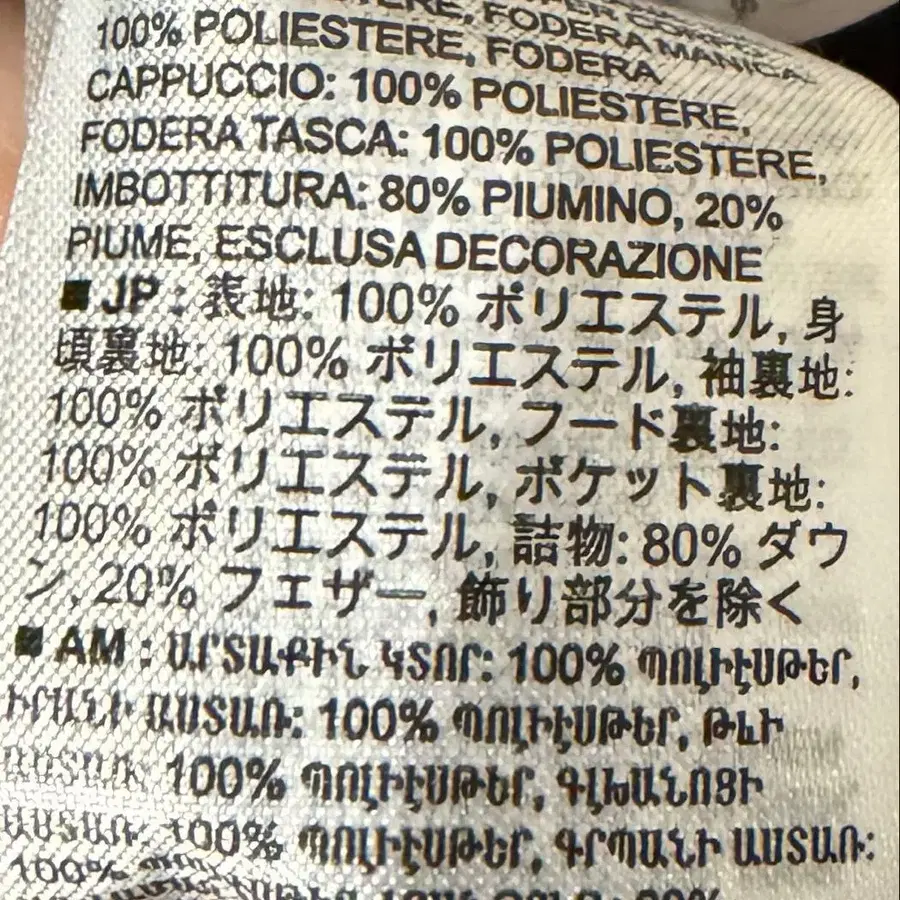 FODERA MANICA:
100% POLIESTERE, FODERA
CAPPUCCIO: 100% POLIESTERE,
FODERA TASCA: 100% POLIESTERE,
IMBOTTITURA: 80% PIUMINO, 20%
PIUME, ESCLUSA DECORAZIONE
■ JP : 表地: 100% ポリエステル, 身
頃裏地: 100% ポリエステル, 袖裏地:
100% ポリエステル, フード裏地:
100% ポリエステル, ポケット裏地:
100% ポリエステル, 詰物: 80% ダウ
ン, 20% フェザー, 飾り部分を除く
■ AM : ԱՐՏԱՔԻՆ ԿՏՈՐ: 100% ՊՈԼԻԷՍԹԵՐ,
ԻՐԱՆԻ ԱՍՏԱՌ: 100% ՊՈԼԻԷՍԹԵՐ, ԹԵՒԻ
ԱՍՏԱՌ: 100% ՊՈԼԻԷՍԹԵՐ, ԳԼԽԱՆՈՑԻ
ԱՍՏԱՌ: 100% ՊՈԼԻԷՍԹԵՐ, ԳՐՊԱՆԻ ԱՍՏԱՌ:
100%